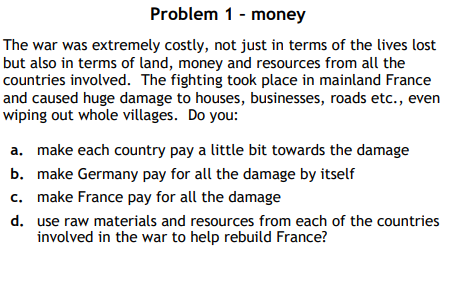 Problem 1 - money
The war was extremely costly, not just in terms of the lives lost
but also in terms of land, money and resources from all the
countries involved.  The fighting took place in mainland France
and caused huge damage to houses, businesses, roads etc., even
wiping out whole villages.  Do you:
a. make each country pay a little bit towards the damage
b. make Germany pay for all the damage by itself
c. make France pay for all the damage
d. use raw materials and resources from each of the countries
involved in the war to help rebuild France?